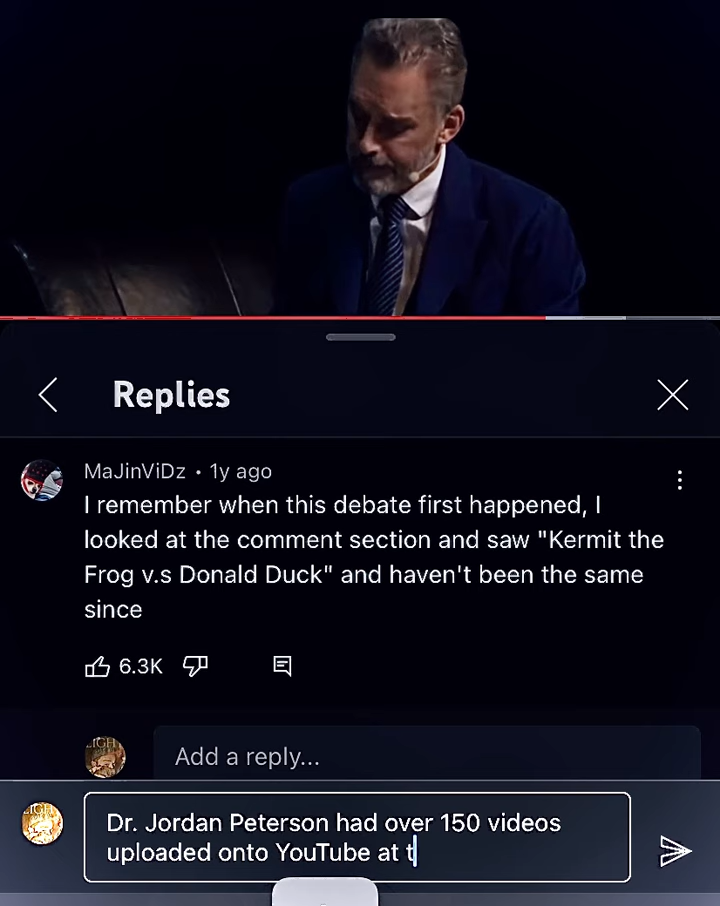 Replies
MaJinViDz • 1y ago
I remember when this debate first happened, I
looked at the comment section and saw "Kermit the
Frog v.s Donald Duck" and haven't been the same
since
6.3K
Add a reply...
Dr. Jordan Peterson had over 150 videos
uploaded onto YouTube at t